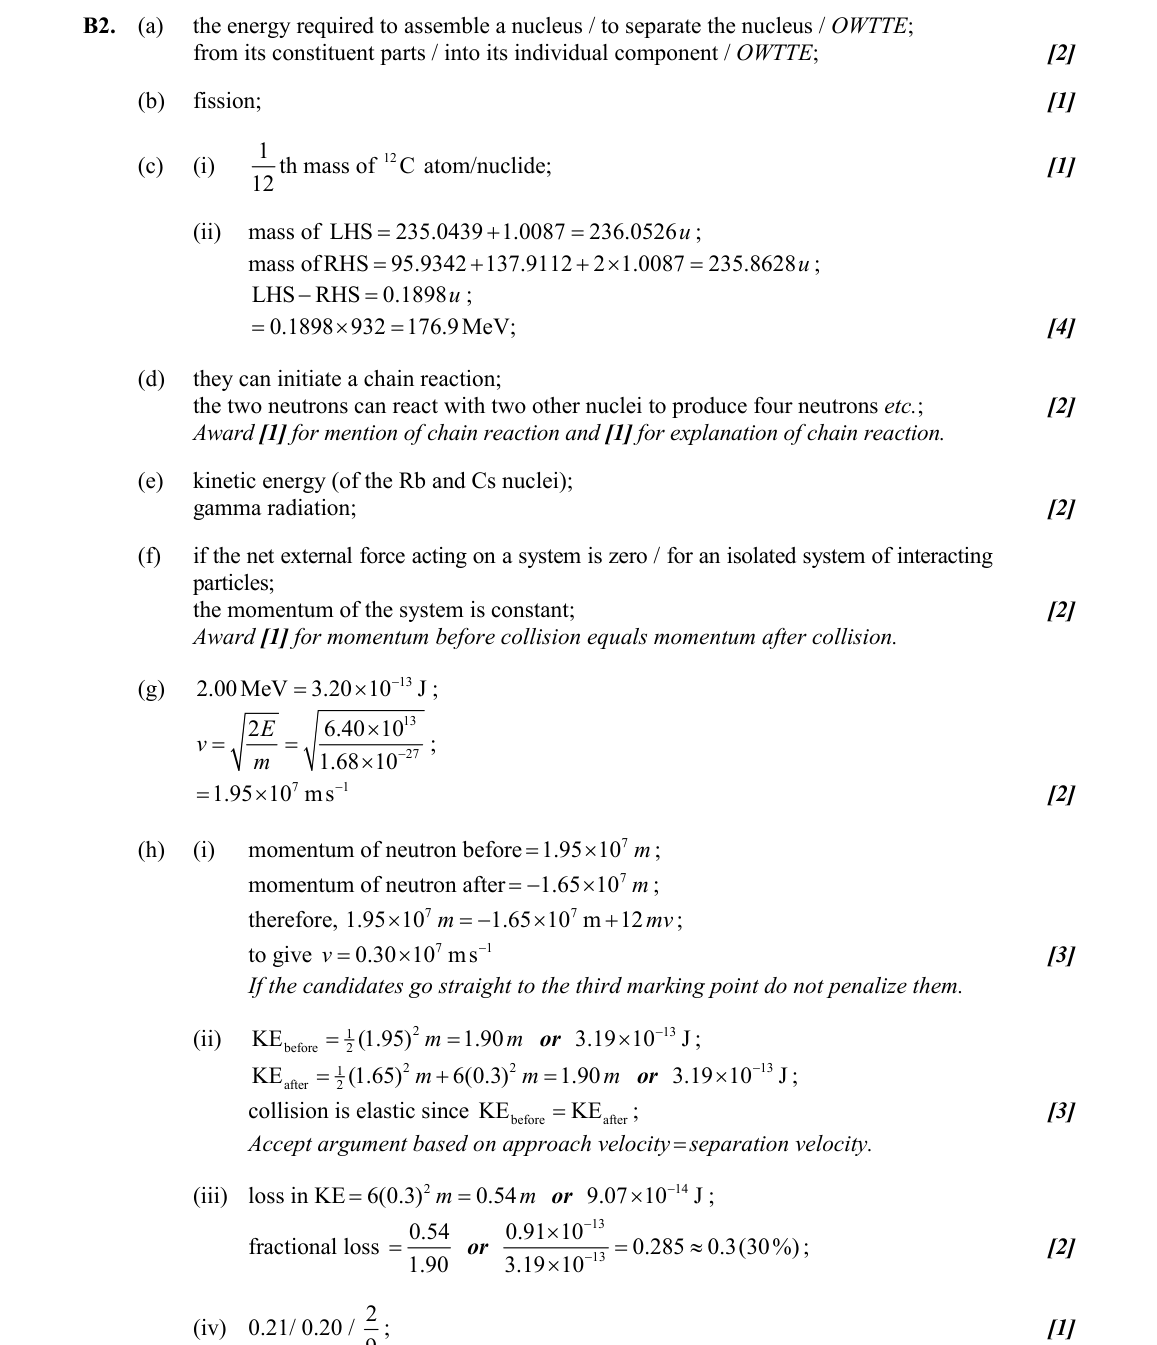 B2. (a) the energy required to assemble a nucleus / to separate the nucleus / OWTTE;
from its constituent parts / into its individual component / OWTTE; [2]
(b) fission; [1]
(c) (i) 1/12 th mass of ¹²C atom/nuclide; [1]
(ii) mass of LHS = 235.0439 + 1.0087 = 236.0526u;
mass of RHS = 95.9342 + 137.9112 + 2×1.0087 = 235.8628u;
LHS − RHS = 0.1898u;
= 0.1898×932 = 176.9 MeV; [4]
(d) they can initiate a chain reaction;
the two neutrons can react with two other nuclei to produce four neutrons etc.; [2]
Award [1] for mention of chain reaction and [1] for explanation of chain reaction.
(e) kinetic energy (of the Rb and Cs nuclei);
gamma radiation; [2]
(f) if the net external force acting on a system is zero / for an isolated system of interacting
particles;
the momentum of the system is constant; [2]
Award [1] for momentum before collision equals momentum after collision.
(g) 2.00 MeV = 3.20×10⁻¹³ J;
v = √(2E/m) = √(6.40×10¹³/1.68×10⁻²⁷);
= 1.95×10⁷ ms⁻¹ [2]
(h) (i) momentum of neutron before = 1.95×10⁷ m;
momentum of neutron after = −1.65×10⁷ m;
therefore, 1.95×10⁷ m = −1.65×10⁷ m + 12mv;
to give v = 0.30×10⁷ ms⁻¹ [3]
If the candidates go straight to the third marking point do not penalize them.
(ii) KE before = ½(1.95)² m = 1.90m or 3.19×10⁻¹³ J;
KE after = ½(1.65)² m + 6(0.3)² m = 1.90m or 3.19×10⁻¹³ J;
collision is elastic since KE before = KE after; [3]
Accept argument based on approach velocity = separation velocity.
(iii) loss in KE = 6(0.3)² m = 0.54m or 9.07×10⁻¹⁴ J;
fractional loss = 0.54/1.90 or 0.91×10⁻¹³/3.19×10⁻¹³ = 0.285 ≈ 0.3(30%); [2]
(iv) 0.21/ 0.20 / 2/9; [1]